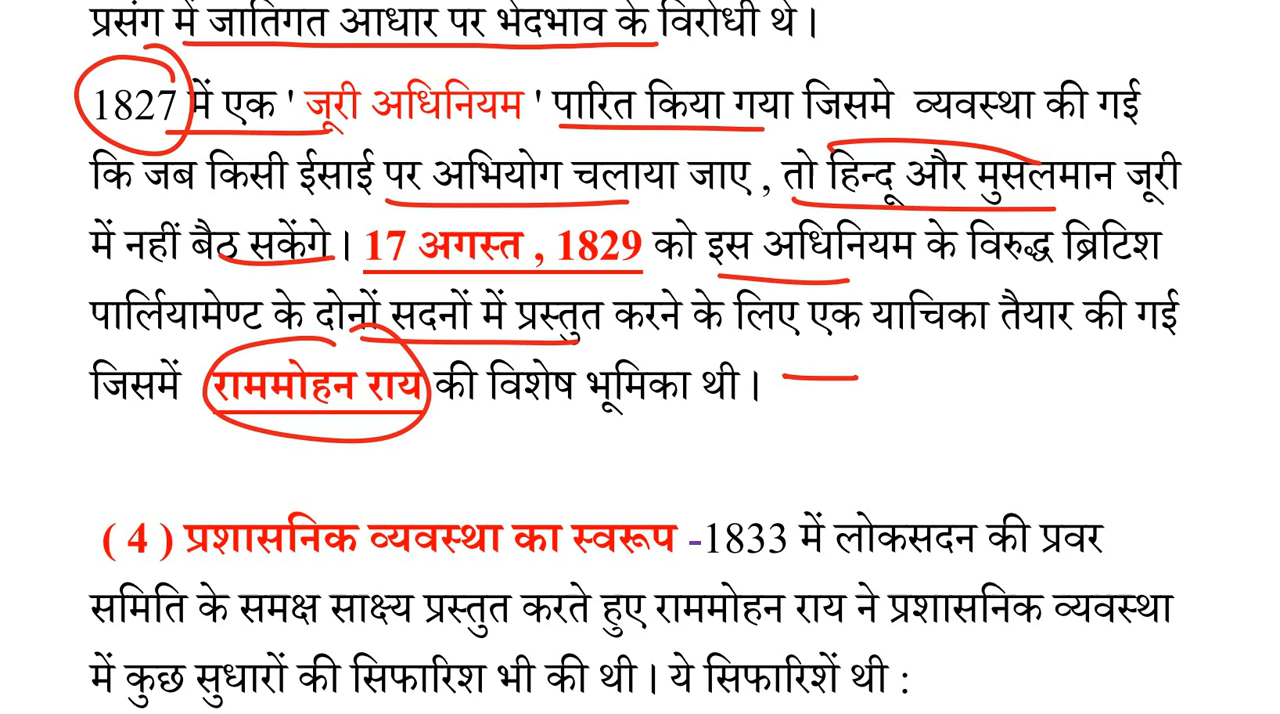 प्रसंग में जातिगत आधार पर भेदभाव के विरोधी थे।
1827 में एक ' जूरी अधिनियम ' पारित किया गया जिसमे व्यवस्था की गई
कि जब किसी ईसाई पर अभियोग चलाया जाए , तो हिन्दू और मुसलमान जूरी
में नहीं बैठ सकेंगे। 17 अगस्त , 1829 को इस अधिनियम के विरुद्ध ब्रिटिश
पार्लियामेण्ट के दोनों सदनों में प्रस्तुत करने के लिए एक याचिका तैयार की गई
जिसमें राममोहन राय की विशेष भूमिका थी।
( 4 ) प्रशासनिक व्यवस्था का स्वरूप -1833 में लोकसदन की प्रवर
समिति के समक्ष साक्ष्य प्रस्तुत करते हुए राममोहन राय ने प्रशासनिक व्यवस्था
में कुछ सुधारों की सिफारिश भी की थी। ये सिफारिशें थी :